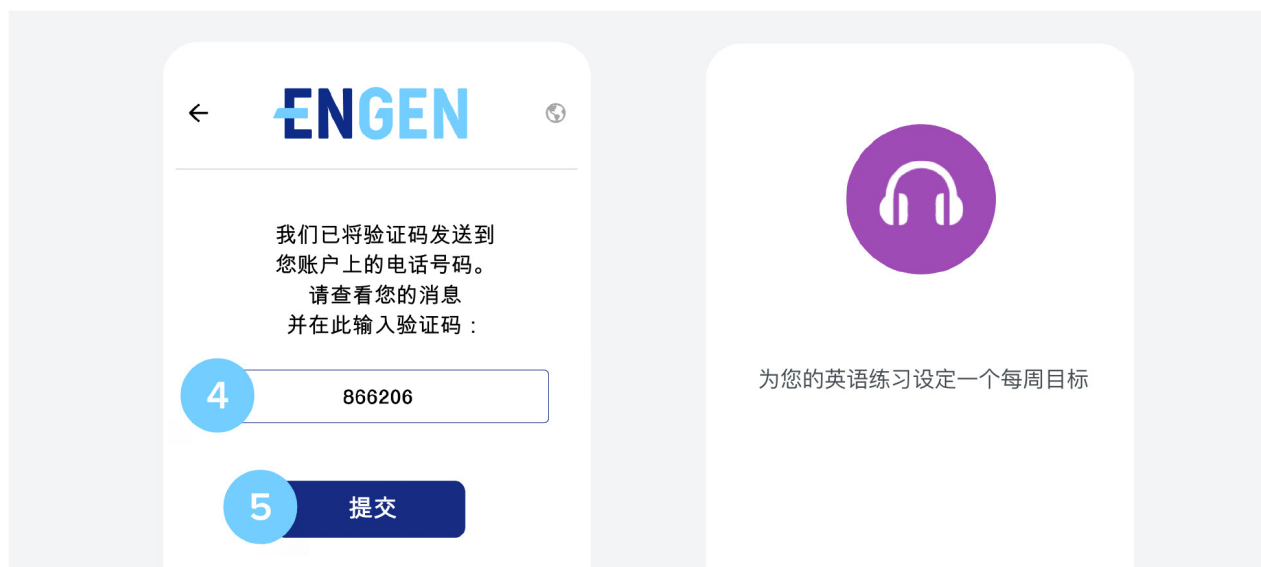 ENGEN
我们已将验证码发送到
您账户上的电话号码。
请查看您的消息
并在此输入验证码：
4
866206
5
提交
为您的英语练习设定一个每周目标